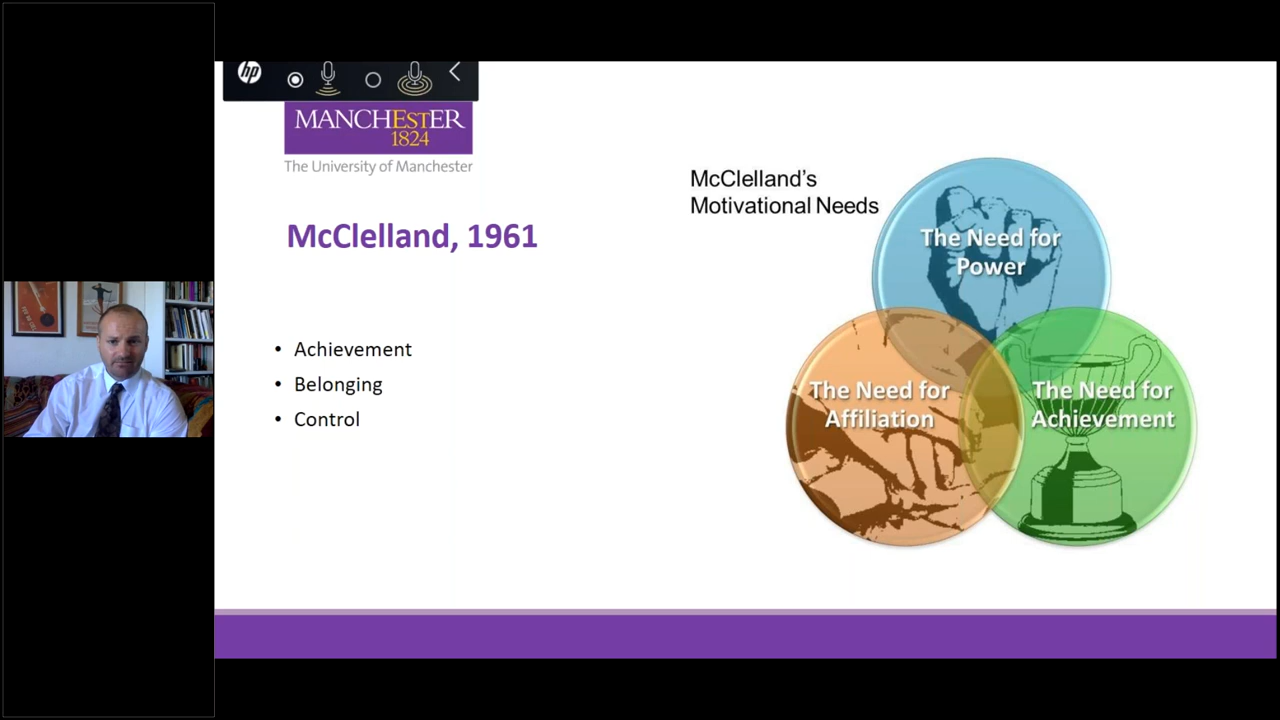 hp
MANCHEstER
1824
The University of Manchester
McClelland, 1961
• Achievement
• Belonging
• Control
McClelland's
Motivational Needs
The Need for
Power
The Need for
Affiliation
The Need for
Achievement